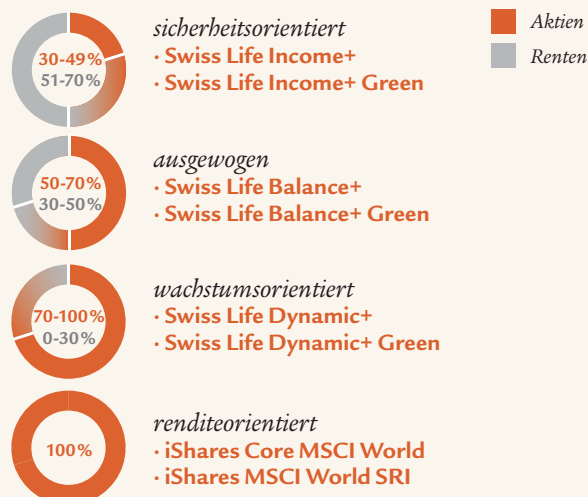 sicherheitsorientiert
30-49%
51-70%
· Swiss Life Income+
· Swiss Life Income+ Green
Aktien
Renten
ausgewogen
50-70%
30-50%
· Swiss Life Balance+
· Swiss Life Balance+ Green
wachstumsorientiert
70-100%
0-30%
· Swiss Life Dynamic+
· Swiss Life Dynamic+ Green
renditeorientiert
100%
· iShares Core MSCI World
· iShares MSCI World SRI